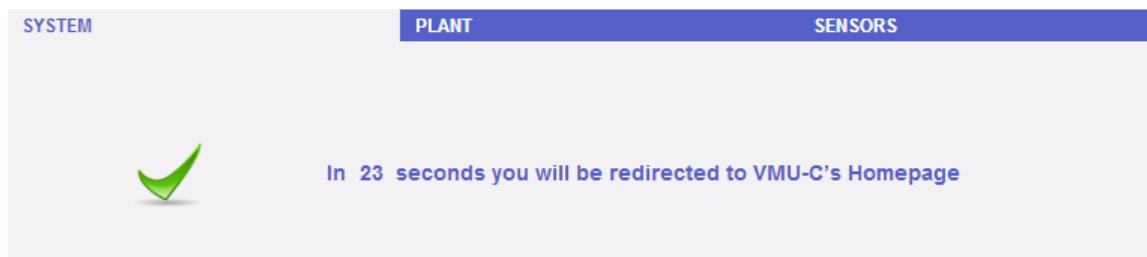 SYSTEM PLANT SENSORS
In 23 seconds you will be redirected to VMU-C's Homepage